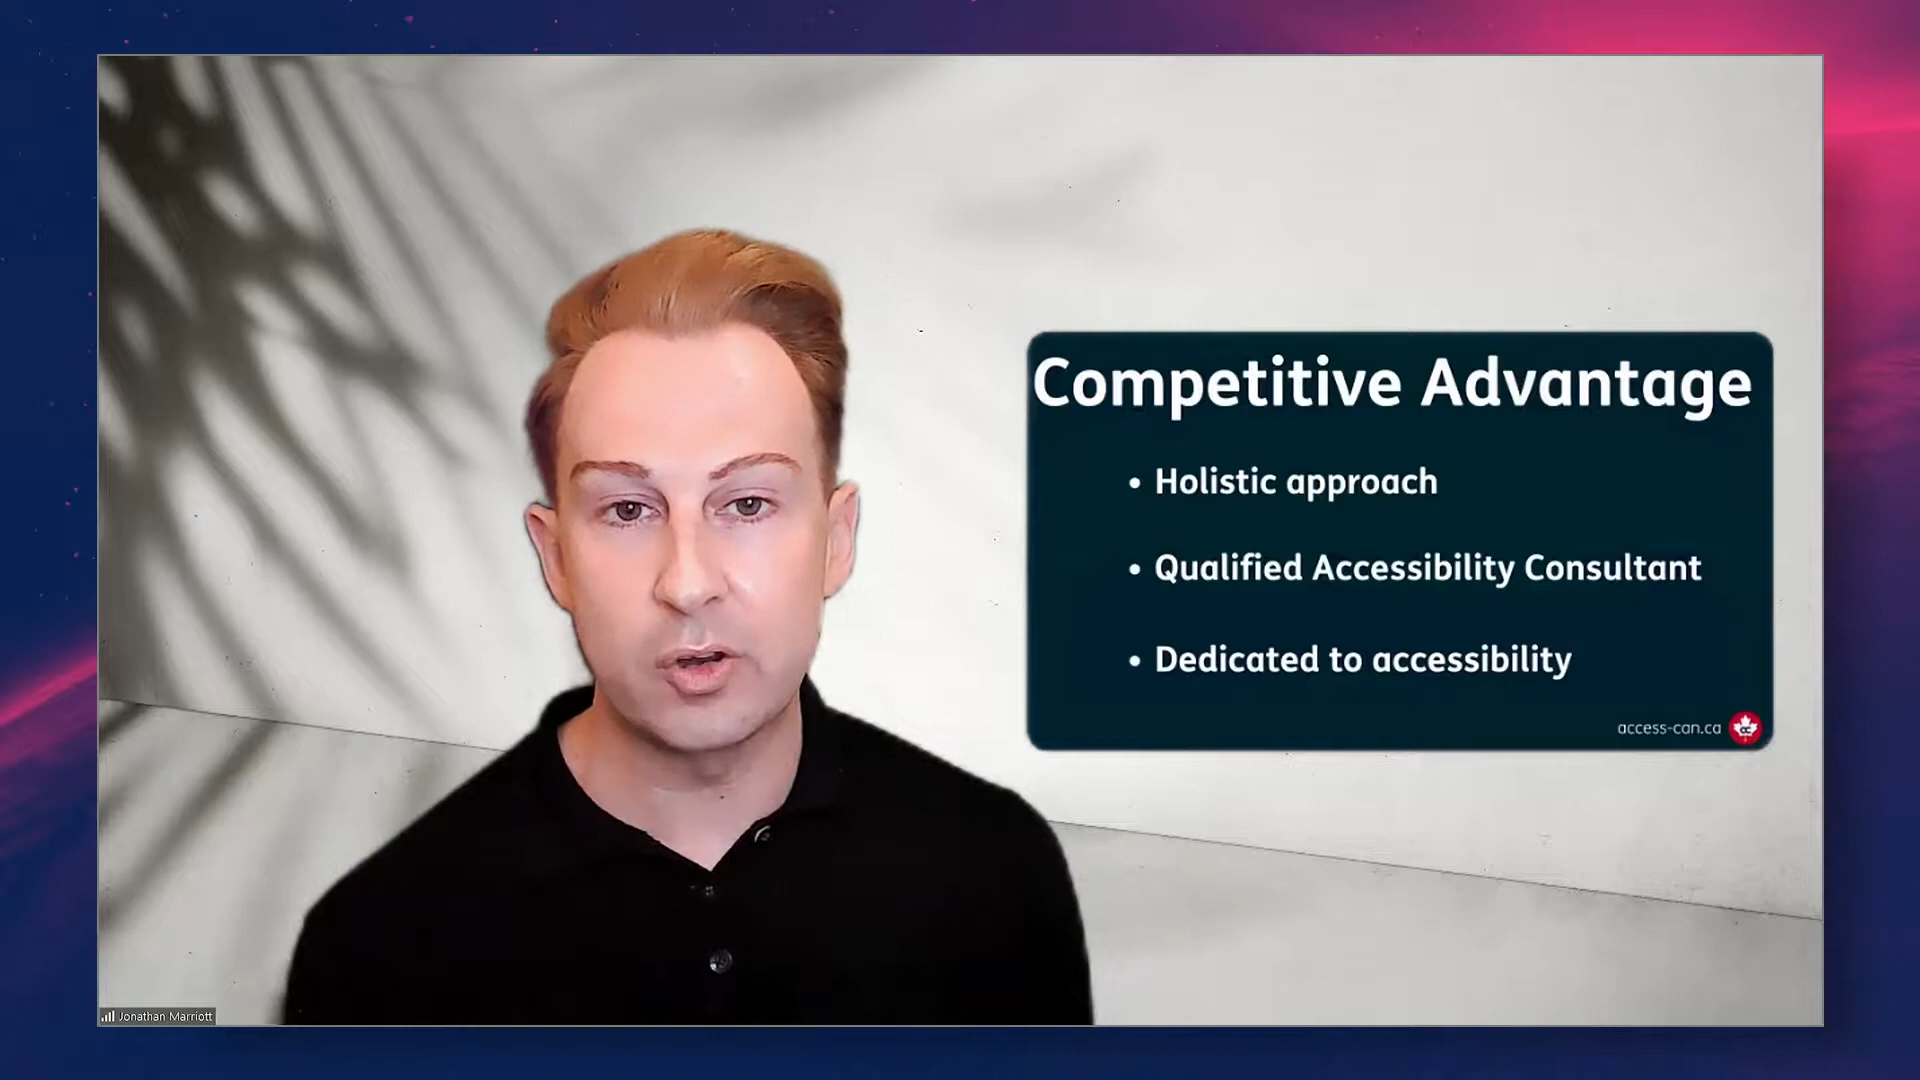 Competitive Advantage
• Holistic approach
• Qualified Accessibility Consultant
• Dedicated to accessibility
access-can.ca
Jonathan Marriott